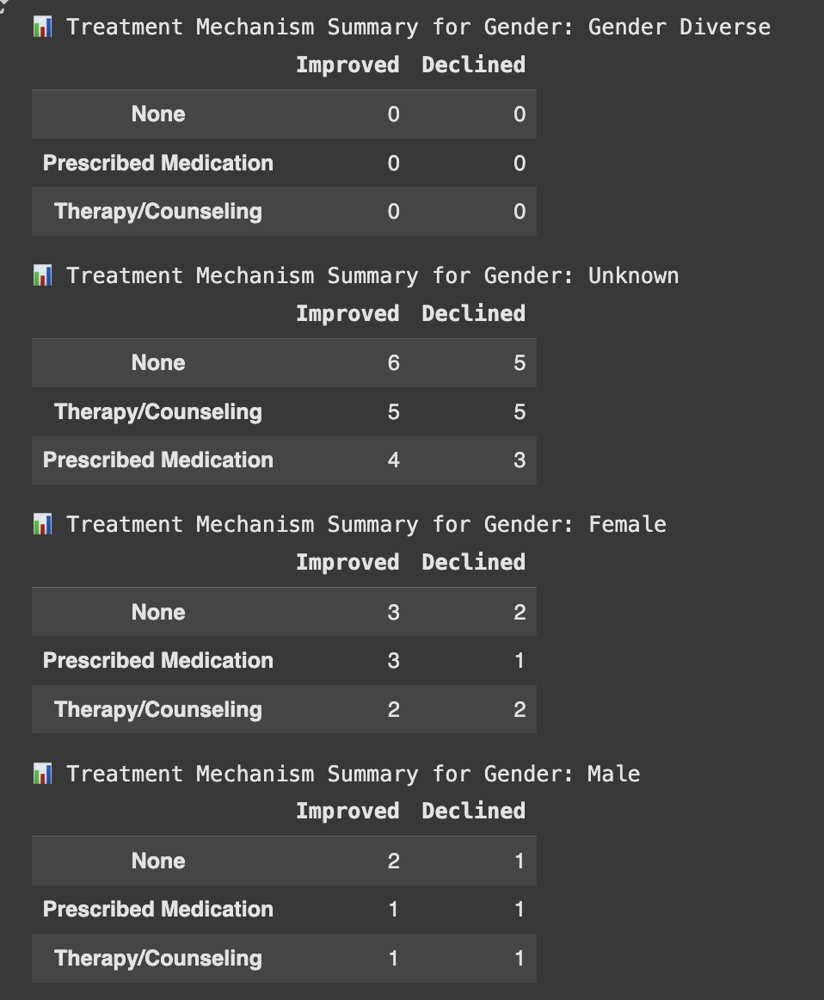 📊 Treatment Mechanism Summary for Gender: Gender Diverse
Improved Declined
None 0 0
Prescribed Medication 0 0
Therapy/Counseling 0 0
📊 Treatment Mechanism Summary for Gender: Unknown
Improved Declined
None 6 5
Therapy/Counseling 5 5
Prescribed Medication 4 3
📊 Treatment Mechanism Summary for Gender: Female
Improved Declined
None 3 2
Prescribed Medication 3 1
Therapy/Counseling 2 2
📊 Treatment Mechanism Summary for Gender: Male
Improved Declined
None 2 1
Prescribed Medication 1 1
Therapy/Counseling 1 1